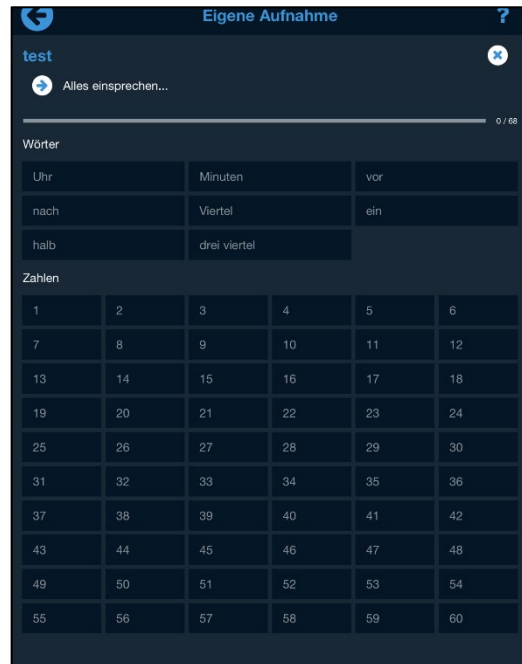 Eigene Aufnahme ?
test
Alles einsprechen...
0 / 68
Wörter
Uhr Minuten vor
nach Viertel ein
halb drei viertel
Zahlen
1 2 3 4 5 6
7 8 9 10 11 12
13 14 15 16 17 18
19 20 21 22 23 24
25 26 27 28 29 30
31 32 33 34 35 36
37 38 39 40 41 42
43 44 45 46 47 48
49 50 51 52 53 54
55 56 57 58 59 60